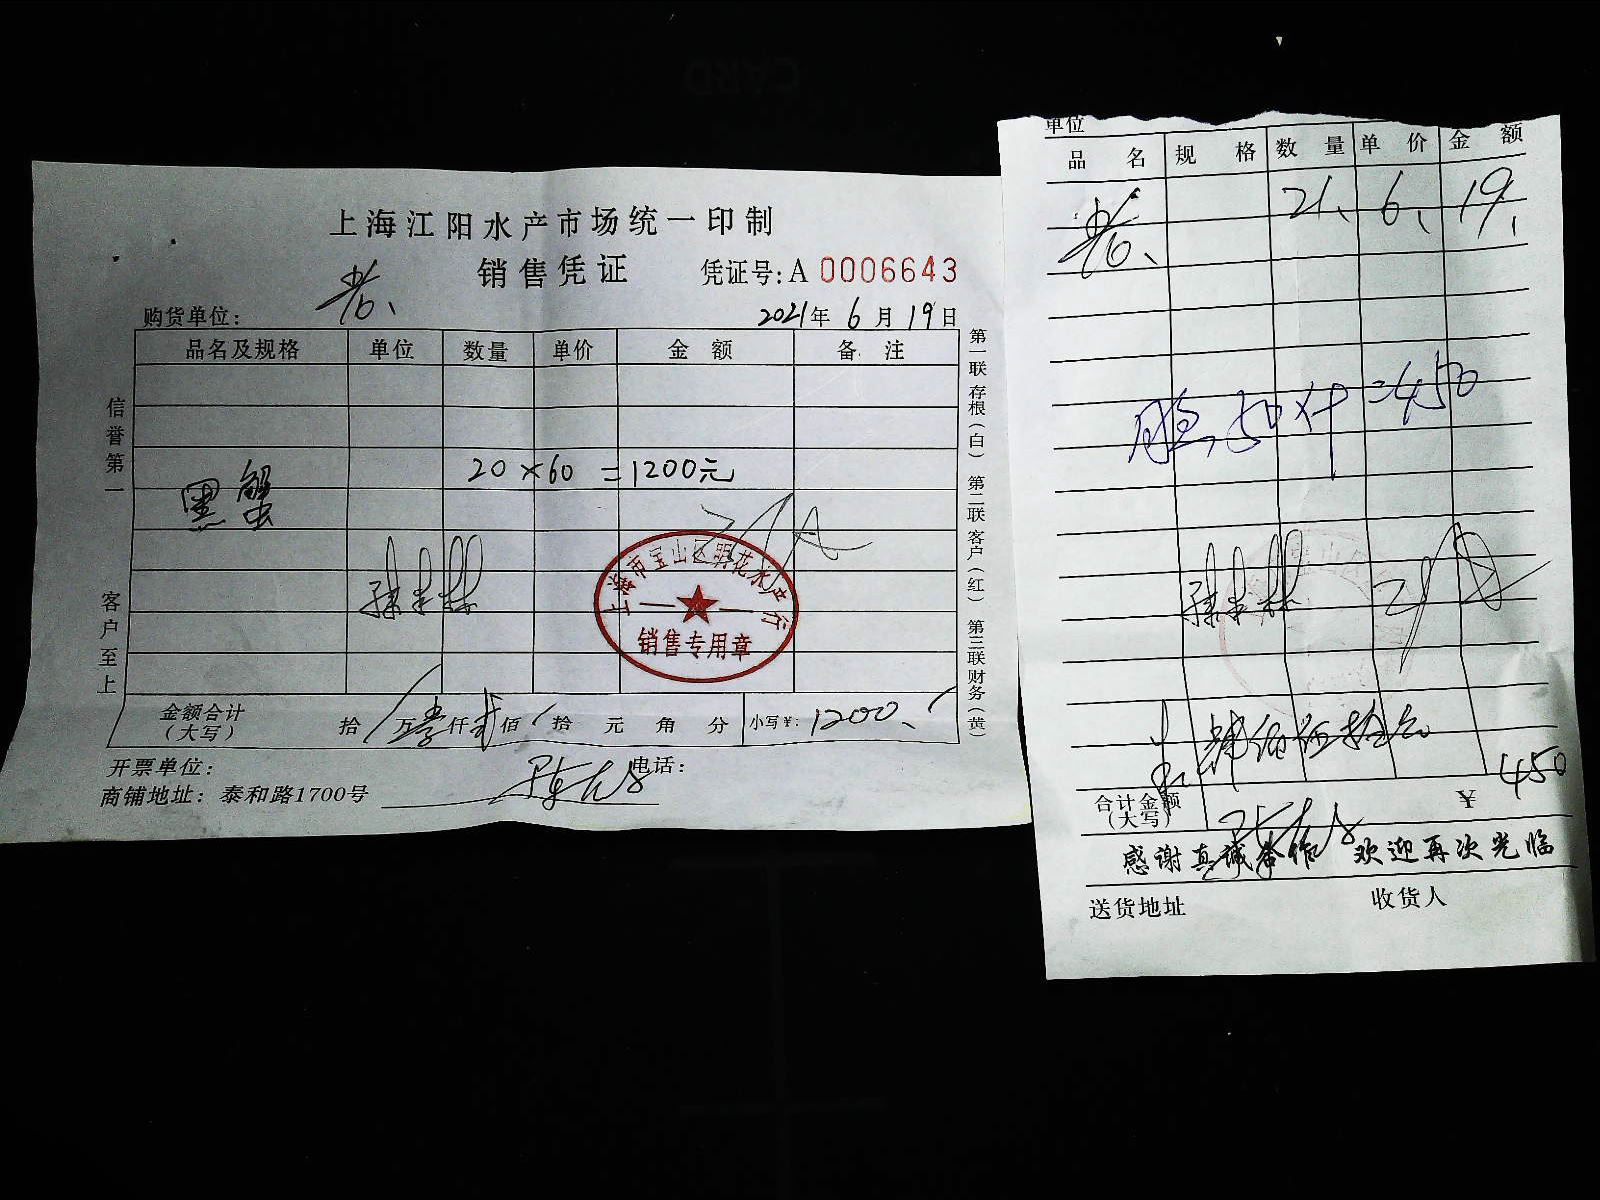 上海江阳水产市场统一印制
销售凭证
凭证号:A 0006643
购货单位:
2021年 6月 19日
品名及规格 单位 数量 单价 金额 备注
黑蟹 20×60=1200元
上海市宝山区明花水产行
销售专用章
信誉第一
客户至上
第一联存根(白) 第二联客户(红) 第三联财务(黄)
金额合计(大写) 拾 万 仟 佰 拾 元 角 分 小写¥: 1200.
开票单位: 电话:
商铺地址: 泰和路1700号
单位
品名 规格 数量 单价 金额
21、6、19、
=450
合计金额(大写) ¥ 450
感谢真诚合作 欢迎再次光临
送货地址 收货人